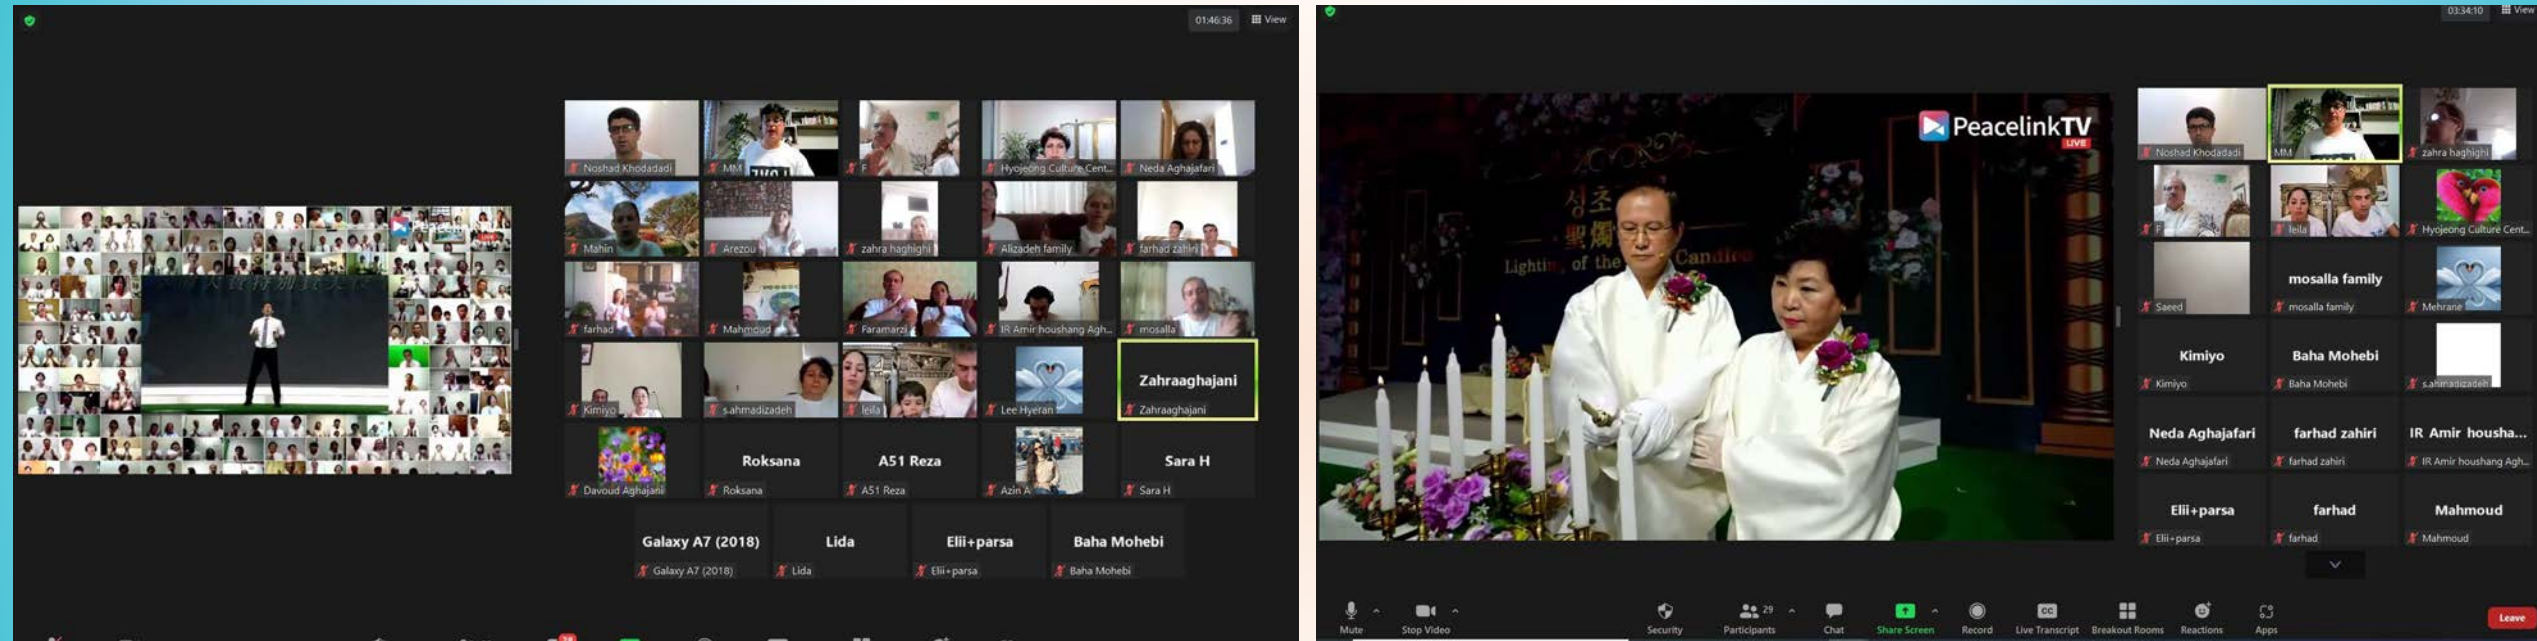 01:46:36 View
PeacelinkTV
LIVE
Noshad Khodadadi
MM
F
Hyojeong Culture Cent...
Neda Aghajafari
Mahin
Arezou
zahra haghighi
Alizadeh family
farhad zahiri
farhad
Mahmoud
Faramarzi
IR Amir houshang Agh...
mosalla
Kimiyo
s.ahmadizadeh
leila
Lee Hyeran
Zahraaghajani
Zahraaghajani
Davoud Aghajani
Roksana
Roksana
A51 Reza
A51 Reza
Azin A
Sara H
Sara H
Galaxy A7 (2018)
Galaxy A7 (2018)
Lida
Lida
Elii+parsa
Elii+parsa
Baha Mohebi
Baha Mohebi
03:34:10 View
PeacelinkTV
LIVE
성초
聖燭
Lighting of the Candles
Noshad Khodadadi
MM
zahra haghighi
F
leila
Hyojeong Culture Cent...
Saeed
mosalla family
mosalla family
Mehrane
Kimiyo
Kimiyo
Baha Mohebi
Baha Mohebi
s.ahmadizadeh
Neda Aghajafari
Neda Aghajafari
farhad zahiri
farhad zahiri
IR Amir housha...
IR Amir houshang Agh...
Elii+parsa
Elii+parsa
farhad
farhad
Mahmoud
Mahmoud
29
Mute
Stop Video
Security
Participants
Chat
Share Screen
Record
CC
Live Transcript
Breakout Rooms
Reactions
Apps
Leave